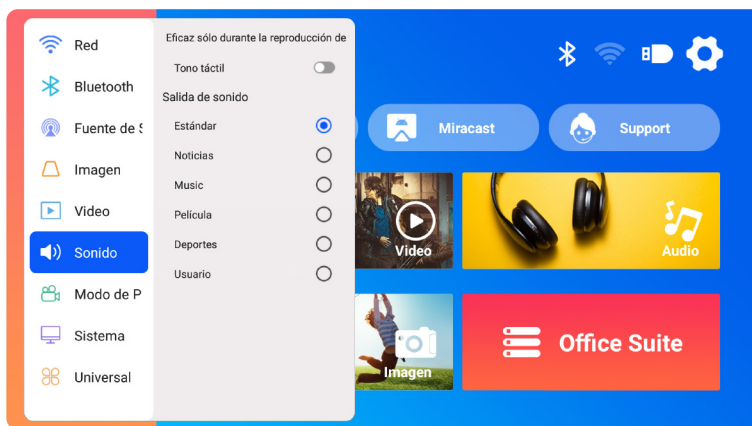 Red
Bluetooth
Fuente de S
Imagen
Video
Sonido
Modo de P
Sistema
Universal
Eficaz sólo durante la reproducción de
Tono táctil
Salida de sonido
Estándar
Noticias
Music
Película
Deportes
Usuario
Miracast
Support
Video
Audio
Imagen
Office Suite